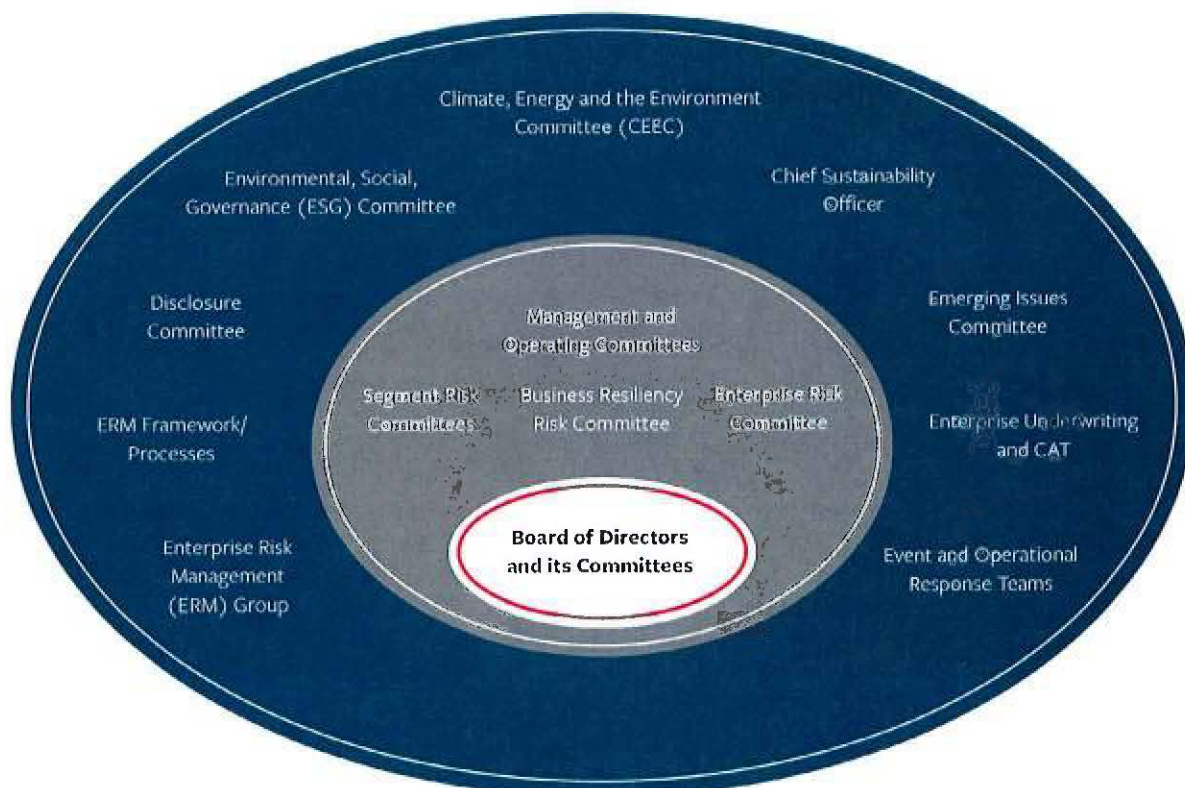 Climate, Energy and the Environment
Committee (CEEC)
Environmental, Social,
Governance (ESG) Committee
Chief Sustainability
Officer
Disclosure
Committee
Emerging Issues
Committee
Management and
Operating Committees
Segment Risk
Committees
Business Resiliency
Risk Committee
Enterprise Risk
Committee
ERM Framework/
Processes
Enterprise Underwriting
and CAT
Board of Directors
and its Committees
Enterprise Risk
Management
(ERM) Group
Event and Operational
Response Teams